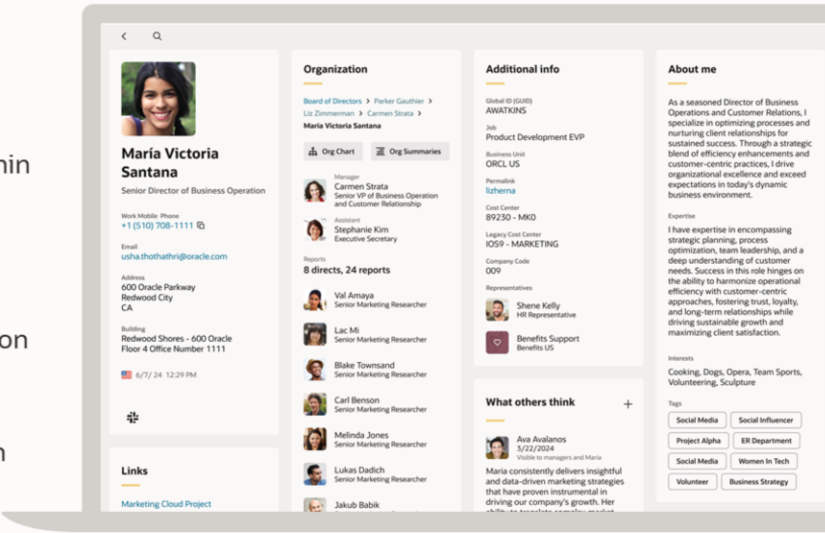 hin
on
n
María Victoria
Santana
Senior Director of Business Operation
Work Mobile Phone
+1 (510) 708-1111
Email
usha.thothathri@oracle.com
Address
600 Oracle Parkway
Redwood City
CA
Building
Redwood Shores - 600 Oracle
Floor 4 Office Number 1111
6/7/24 12:29 PM
Links
Marketing Cloud Project
Organization
Board of Directors > Parker Gauthier >
Liz Zimmerman > Carmen Strata >
Maria Victoria Santana
Org Chart Org Summaries
Manager
Carmen Strata
Senior VP of Business Operation
and Customer Relationship
Assistant
Stephanie Kim
Executive Secretary
Reports
8 directs, 24 reports
Val Amaya
Senior Marketing Researcher
Lac Mi
Senior Marketing Researcher
Blake Townsand
Senior Marketing Researcher
Carl Benson
Senior Marketing Researcher
Melinda Jones
Senior Marketing Researcher
Lukas Dadich
Senior Marketing Researcher
Jakub Babik
Senior Marketing Researcher
Additional info
Global ID (GUID)
AWATKINS
Job
Product Development EVP
Business Unit
ORCL US
Permalink
lizherna
Cost Center
89230 - MK0
Legacy Cost Center
IOS9 - MARKETING
Company Code
009
Representatives
Shene Kelly
HR Representative
Benefits Support
Benefits US
What others think
Ava Avalanos
3/22/2024
Visible to managers and Maria
Maria consistently delivers insightful
and data-driven marketing strategies
that have proven instrumental in
driving our company's growth. Her
ability to translate complex market
About me
As a seasoned Director of Business
Operations and Customer Relations, I
specialize in optimizing processes and
nurturing client relationships for
sustained success. Through a strategic
blend of efficiency enhancements and
customer-centric practices, I drive
organizational excellence and exceed
expectations in today's dynamic
business environment.
Expertise
I have expertise in encompassing
strategic planning, process
optimization, team leadership, and a
deep understanding of customer
needs. Success in this role hinges on
the ability to harmonize operational
efficiency with customer-centric
approaches, fostering trust, loyalty,
and long-term relationships while
driving sustainable growth and
maximizing client satisfaction.
Interests
Cooking, Dogs, Opera, Team Sports,
Volunteering, Sculpture
Tags
Social Media Social Influencer
Project Alpha ER Department
Social Media Women In Tech
Volunteer Business Strategy